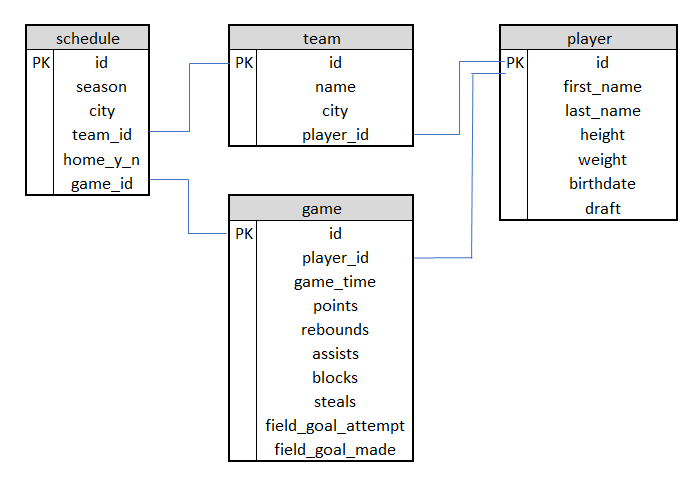 schedule
PK id
season
city
team_id
home_y_n
game_id
team
PK id
name
city
player_id
player
PK id
first_name
last_name
height
weight
birthdate
draft
game
PK id
player_id
game_time
points
rebounds
assists
blocks
steals
field_goal_attempt
field_goal_made